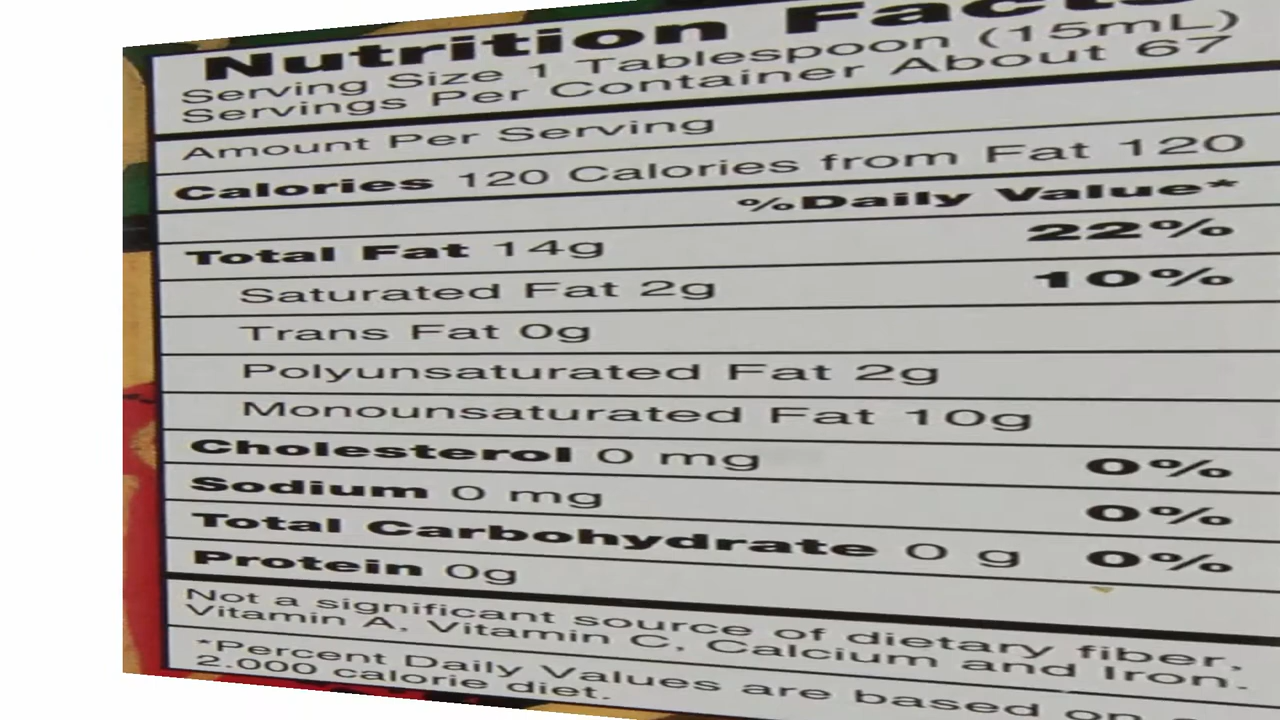 Nutrition Facts
Serving Size 1 Tablespoon (15mL)
Servings Per Container About 67
Amount Per Serving
Calories 120 Calories from Fat 120
%Daily Value*
Total Fat 14g 22%
Saturated Fat 2g 10%
Trans Fat 0g
Polyunsaturated Fat 2g
Monounsaturated Fat 10g
Cholesterol 0 mg 0%
Sodium 0 mg 0%
Total Carbohydrate 0 g 0%
Protein 0g
Not a significant source of dietary fiber,
Vitamin A, Vitamin C, Calcium and Iron.
*Percent Daily Values are based on
2.000 calorie diet.